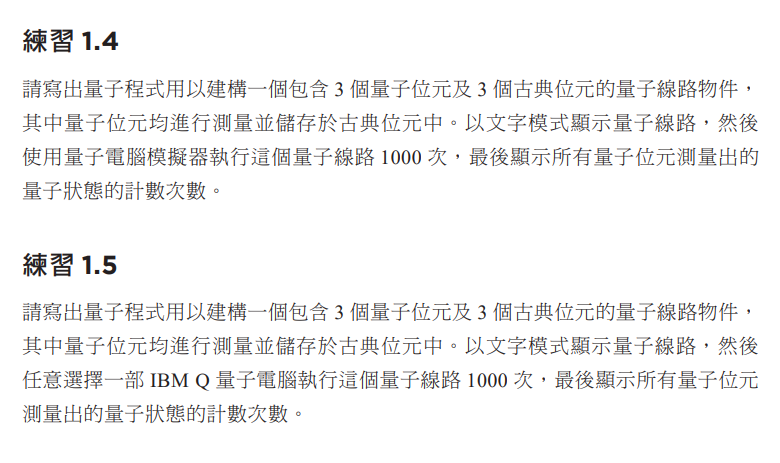 練習 1.4
請寫出量子程式用以建構一個包含 3 個量子位元及 3 個古典位元的量子線路物件，
其中量子位元均進行測量並儲存於古典位元中。以文字模式顯示量子線路，然後
使用量子電腦模擬器執行這個量子線路 1000 次，最後顯示所有量子位元測量出的
量子狀態的計數次數。
練習 1.5
請寫出量子程式用以建構一個包含 3 個量子位元及 3 個古典位元的量子線路物件，
其中量子位元均進行測量並儲存於古典位元中。以文字模式顯示量子線路，然後
任意選擇一部 IBM Q 量子電腦執行這個量子線路 1000 次，最後顯示所有量子位元
測量出的量子狀態的計數次數。